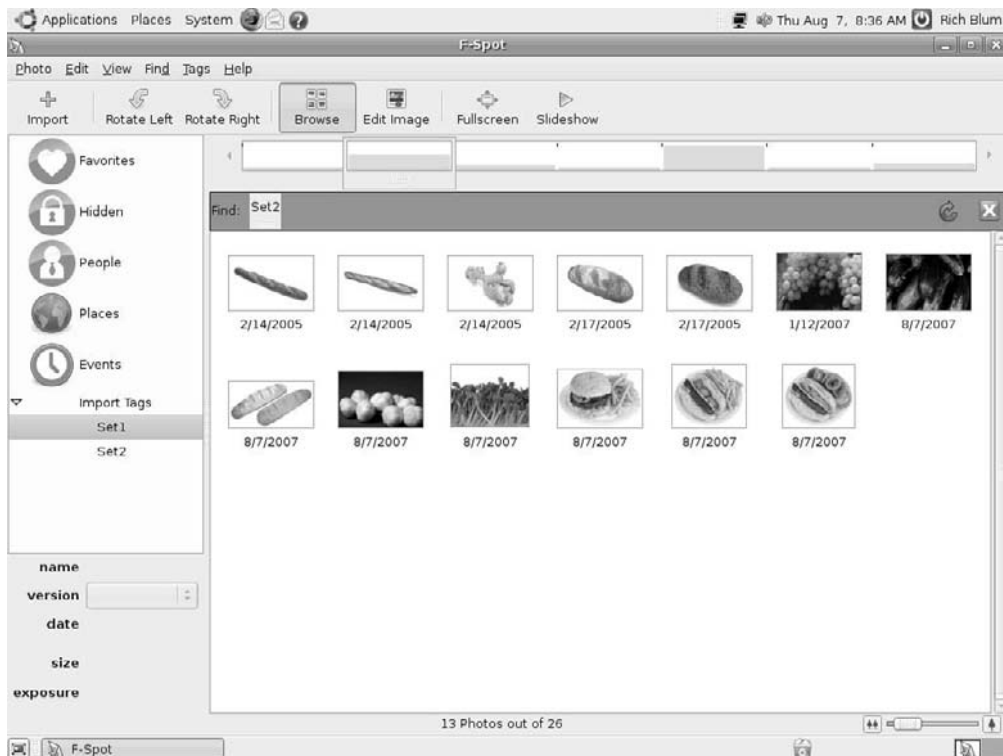 Applications Places System Thu Aug 7, 8:36 AM Rich Blum
F-Spot
Photo Edit View Find Tags Help
Import Rotate Left Rotate Right Browse Edit Image Fullscreen Slideshow
Favorites
Hidden
People
Places
Events
Import Tags
Set1
Set2
name
version
date
size
exposure
Find: Set2
2/14/2005 2/14/2005 2/14/2005 2/17/2005 2/17/2005 1/12/2007 8/7/2007
8/7/2007 8/7/2007 8/7/2007 8/7/2007 8/7/2007 8/7/2007
13 Photos out of 26
F-Spot